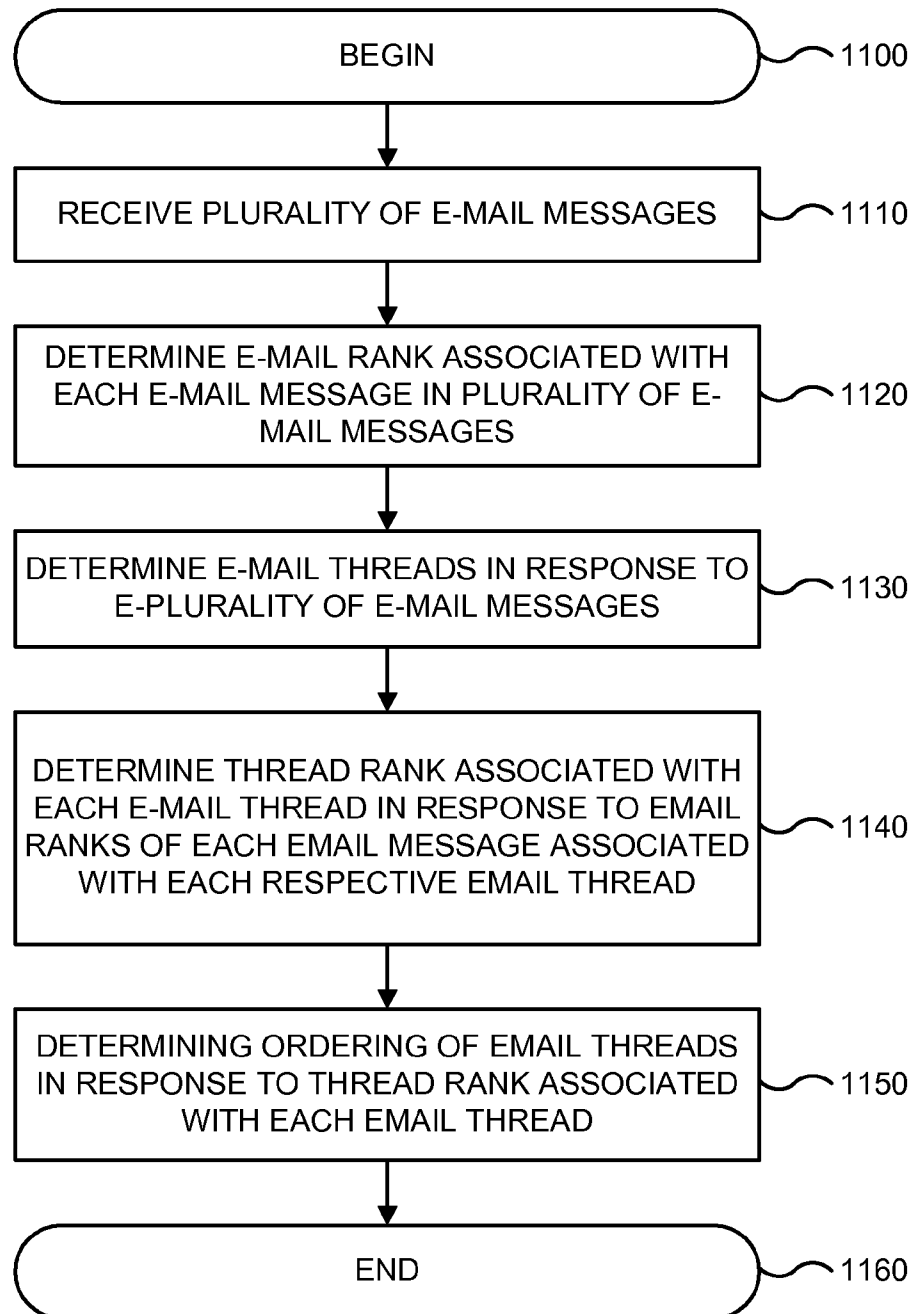 BEGIN
1100
RECEIVE PLURALITY OF E-MAIL MESSAGES
1110
DETERMINE E-MAIL RANK ASSOCIATED WITH
EACH E-MAIL MESSAGE IN PLURALITY OF E-
MAIL MESSAGES
1120
DETERMINE E-MAIL THREADS IN RESPONSE TO
E-PLURALITY OF E-MAIL MESSAGES
1130
DETERMINE THREAD RANK ASSOCIATED WITH
EACH E-MAIL THREAD IN RESPONSE TO EMAIL
RANKS OF EACH EMAIL MESSAGE ASSOCIATED
WITH EACH RESPECTIVE EMAIL THREAD
1140
DETERMINING ORDERING OF EMAIL THREADS
IN RESPONSE TO THREAD RANK ASSOCIATED
WITH EACH EMAIL THREAD
1150
END
1160